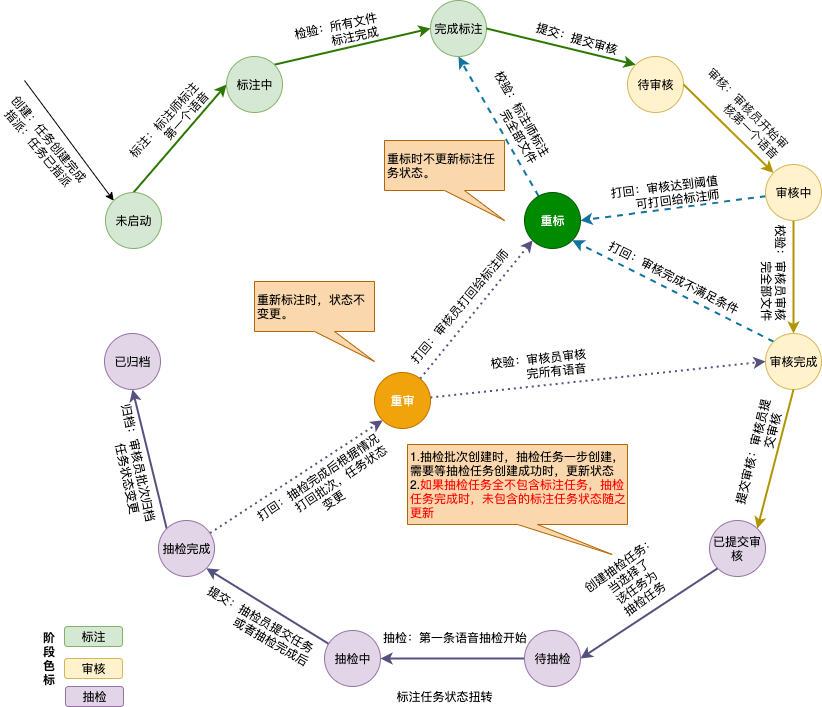 完成标注
检验：所有文件
标注完成
提交：提交审核
标注中
待审核
创建：任务创建完成
指派：任务已指派
标注：标注师标注
第一个语音
校验：标注师标注
完全部文件
审核：审核员开始审
核第一个语音
重标时不更新标注任
务状态。
打回：审核达到阈值
可打回给标注师
审核中
未启动
重标
校验：审核员审核
完全部文件
打回：审核完成不满足条件
打回：审核员打回给标注师
重新标注时，状态不
变更。
已归档
校验：审核员审核
完所有语音
审核完成
重审
归档：审核员批次归档
任务状态变更
打回：抽检完成后根据情况
打回批次，任务状态
变更
1.抽检批次创建时，抽检任务一步创建，
需要等抽检任务创建成功时，更新状态
2.如果抽检任务全不包含标注任务，抽检
任务完成时，未包含的标注任务状态随之
更新
提交审核：审核员提
交审核
抽检完成
已提交审
核
创建抽检任务：
当选择了
该任务为
抽检任务
提交：抽检员提交任务
或者抽检完成后
抽检：第一条语音抽检开始
抽检中
待抽检
阶段色标
标注
审核
抽检
标注任务状态扭转